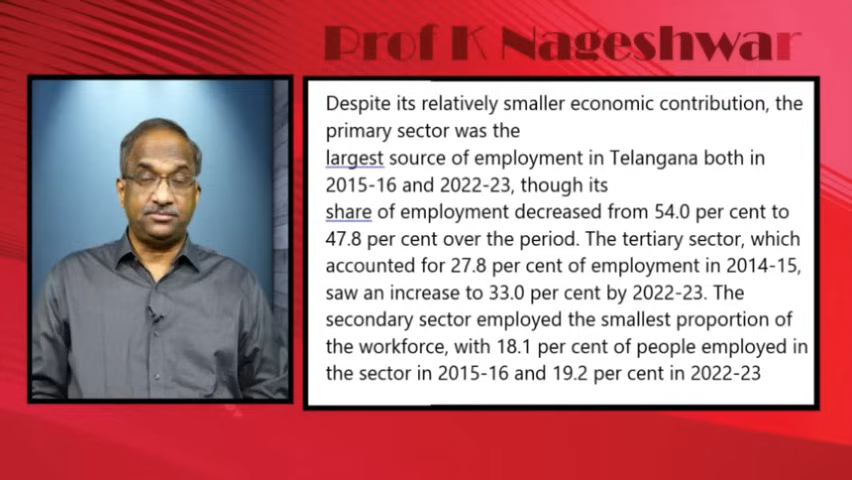 Prof K Nageshwar
Despite its relatively smaller economic contribution, the
primary sector was the
largest source of employment in Telangana both in
2015-16 and 2022-23, though its
share of employment decreased from 54.0 per cent to
47.8 per cent over the period. The tertiary sector, which
accounted for 27.8 per cent of employment in 2014-15,
saw an increase to 33.0 per cent by 2022-23. The
secondary sector employed the smallest proportion of
the workforce, with 18.1 per cent of people employed in
the sector in 2015-16 and 19.2 per cent in 2022-23